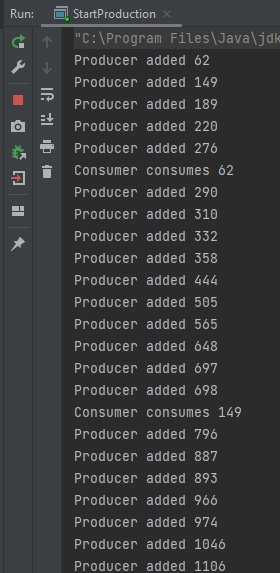 Run: StartProduction
"C:\Program Files\Java\jdk
Producer added 62
Producer added 149
Producer added 189
Producer added 220
Producer added 276
Consumer consumes 62
Producer added 290
Producer added 310
Producer added 332
Producer added 358
Producer added 444
Producer added 505
Producer added 565
Producer added 648
Producer added 697
Producer added 698
Consumer consumes 149
Producer added 796
Producer added 887
Producer added 893
Producer added 966
Producer added 974
Producer added 1046
Producer added 1106